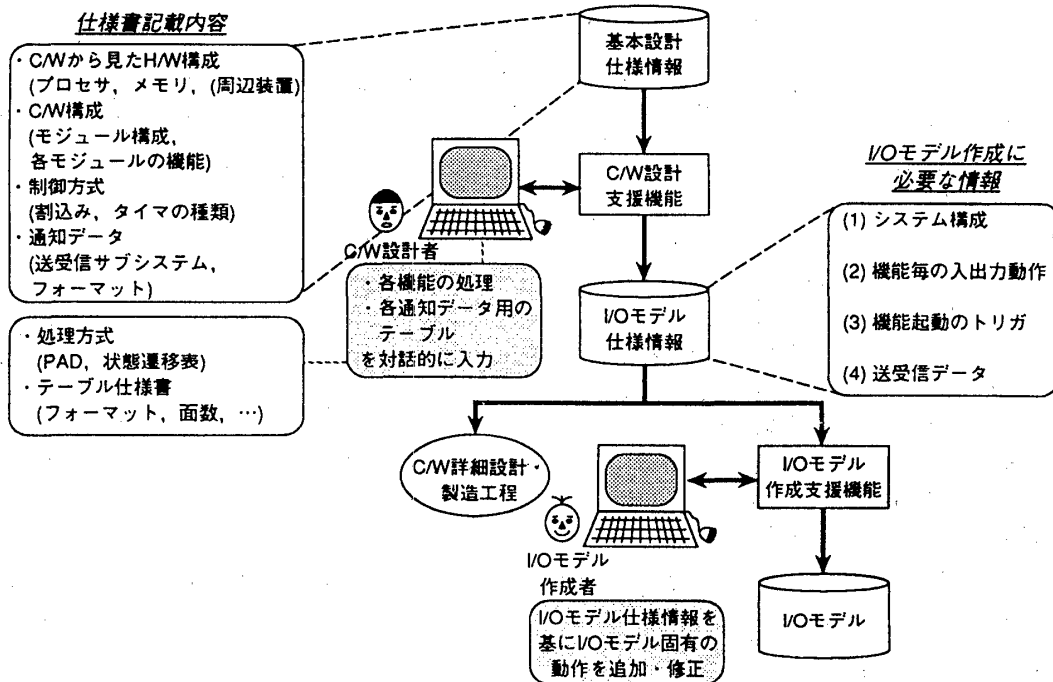 仕様書記載内容
・C/Wから見たH/W構成
(プロセサ，メモリ，(周辺装置)
・C/W構成
(モジュール構成，
各モジュールの機能)
・制御方式
(割込み，タイマの種類)
・通知データ
(送受信サブシステム，
フォーマット)
・処理方式
(PAD，状態遷移表)
・テーブル仕様書
(フォーマット，面数，…)
基本設計
仕様情報
C/W設計
支援機能
C/W設計者
・各機能の処理
・各通知データ用の
テーブル
を対話的に入力
I/Oモデル
仕様情報
I/Oモデル作成に
必要な情報
(1) システム構成
(2) 機能毎の入出力動作
(3) 機能起動のトリガ
(4) 送受信データ
C/W詳細設計・
製造工程
I/Oモデル
作成支援機能
I/Oモデル
作成者
I/Oモデル仕様情報を
基にI/Oモデル固有の
動作を追加・修正
I/Oモデル